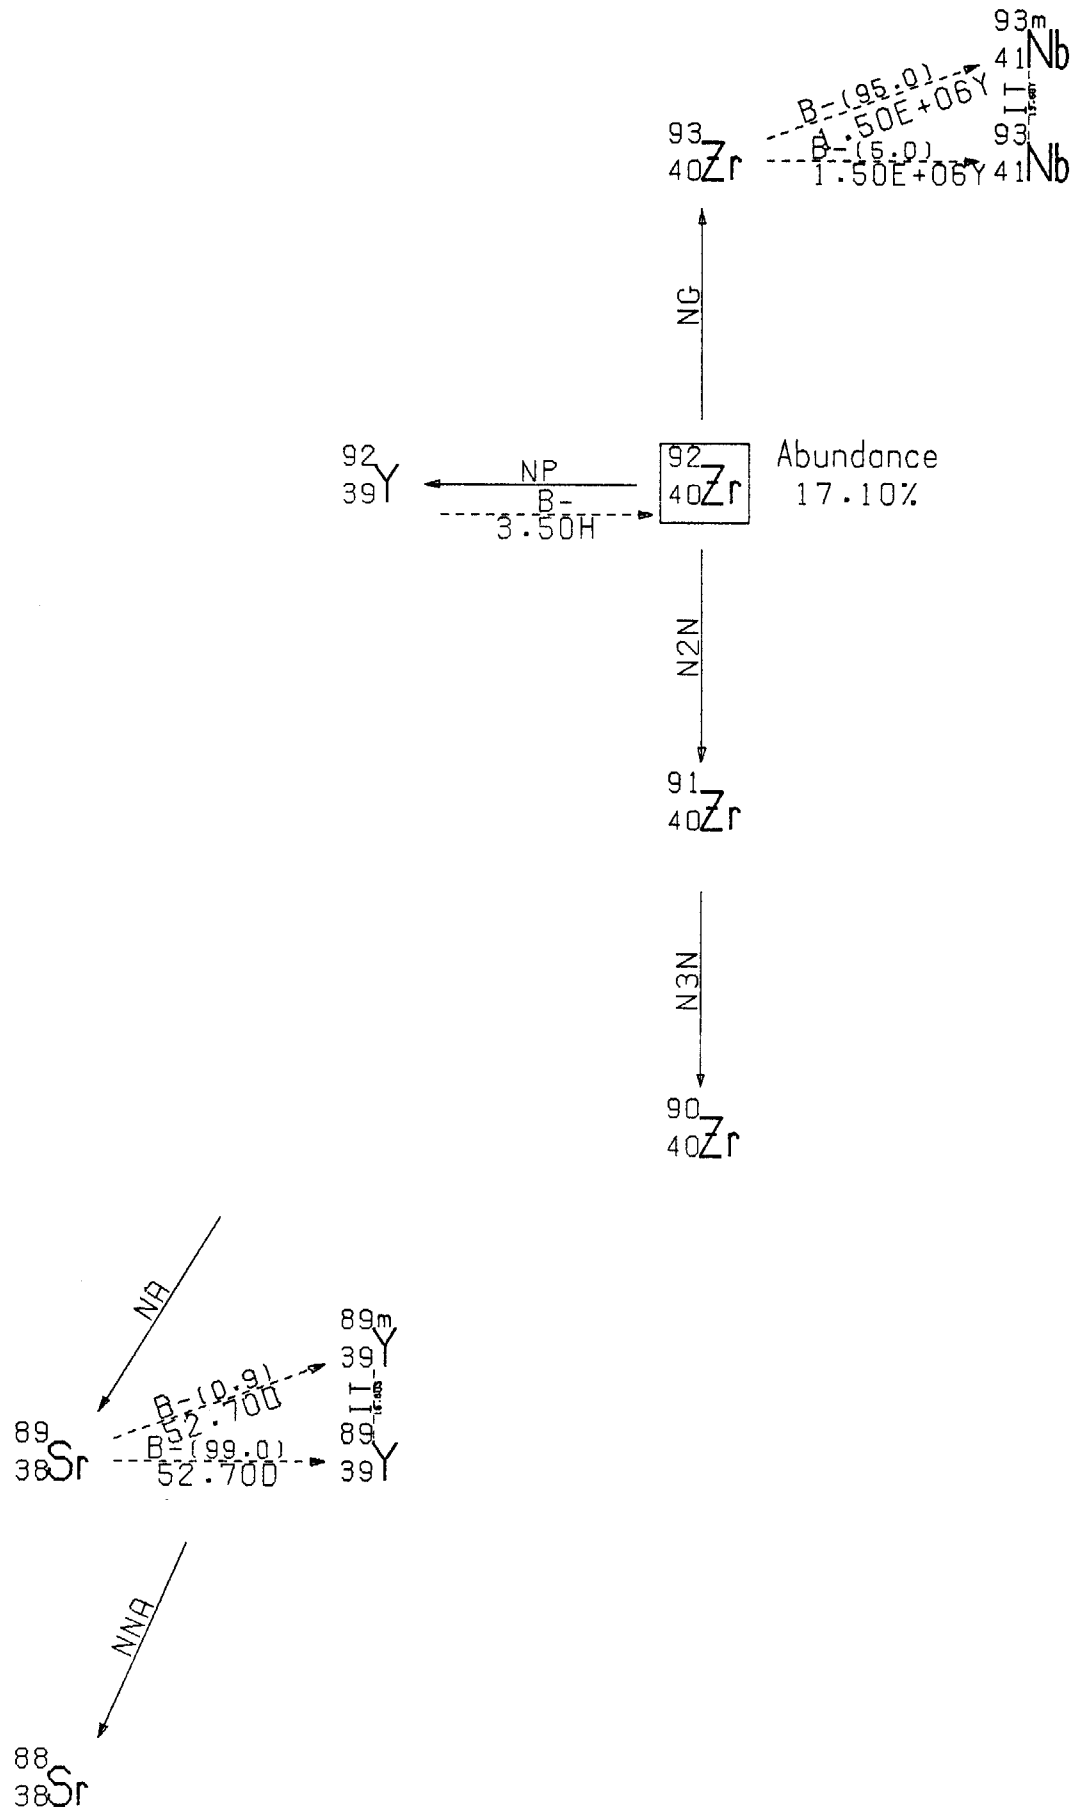 93m
41Nb
B-(95.0)
1.50E+06Y
IT
93
40Zr
B-(5.0)
1.50E+06Y
93
41Nb
NG
92
39Y
NP
B-
3.50H
92
40Zr
Abundance
17.10%
N2N
91
40Zr
N3N
90
40Zr
NA
89m
39Y
B-(0.9)
52.70D
IT
89
38Sr
B-(99.0)
52.70D
89
39Y
NNA
88
38Sr